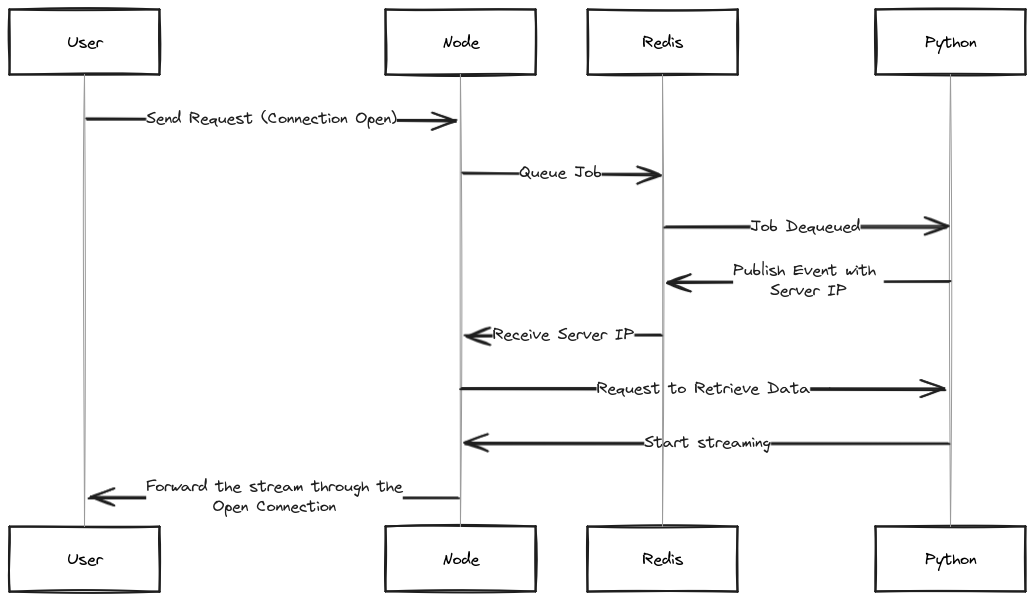 User
Node
Redis
Python
Send Request (Connection Open)
Queue Job
Job Dequeued
Publish Event with
Server IP
Receive Server IP
Request to Retrieve Data
Start streaming
Forward the stream through the
Open Connection
User
Node
Redis
Python